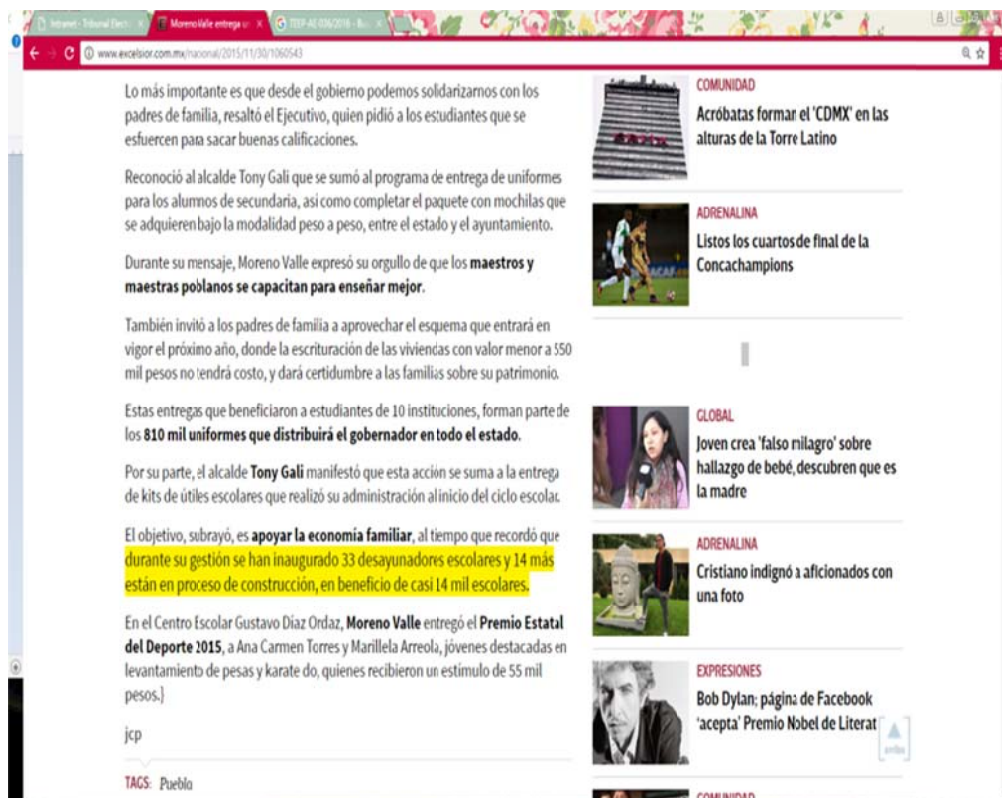 Intranet - Tribunal Elect
Moreno Valle entrega u
TEEP-AE-036/2016 - B
www.excelsior.com.mx/nacional/2015/11/30/1060543
Lo más importante es que desde el gobierno podemos solidarizarnos con los
padres de familia, resaltó el Ejecutivo, quien pidió a los estudiantes que se
esfuercen para sacar buenas calificaciones.
Reconoció al alcalde Tony Gali que se sumó al programa de entrega de uniformes
para los alumnos de secundaria, así como completar el paquete con mochilas que
se adquieren bajo la modalidad peso a peso, entre el estado y el ayuntamiento.
Durante su mensaje, Moreno Valle expresó su orgullo de que los maestros y
maestras poblanos se capacitan para enseñar mejor.
También invitó a los padres de familia a aprovechar el esquema que entrará en
vigor el próximo año, donde la escrituración de las viviendas con valor menor a 550
mil pesos no tendrá costo, y dará certidumbre a las familias sobre su patrimonio.
Estas entregas que beneficiaron a estudiantes de 10 instituciones, forman parte de
los 810 mil uniformes que distribuirá el gobernador en todo el estado.
Por su parte, el alcalde Tony Gali manifestó que esta acción se suma a la entrega
de kits de útiles escolares que realizó su administración al inicio del ciclo escolar.
El objetivo, subrayó, es apoyar la economía familiar, al tiempo que recordó que
durante su gestión se han inaugurado 33 desayunadores escolares y 14 más
están en proceso de construcción, en beneficio de casi 14 mil escolares.
En el Centro Escolar Gustavo Díaz Ordaz, Moreno Valle entregó el Premio Estatal
del Deporte 2015, a Ana Carmen Torres y Marillela Arreola, jóvenes destacadas en
levantamiento de pesas y karate do, quienes recibieron un estímulo de 55 mil
pesos.}
jcp
TAGS: Puebla
COMUNIDAD
Acróbatas forman el 'CDMX' en las
alturas de la Torre Latino
ADRENALINA
Listos los cuartos de final de la
Concachampions
GLOBAL
Joven crea 'falso milagro' sobre
hallazgo de bebé, descubren que es
la madre
ADRENALINA
Cristiano indignó a aficionados con
una foto
EXPRESIONES
Bob Dylan; página de Facebook
'acepta' Premio Nobel de Literat
arriba
COMUNIDAD